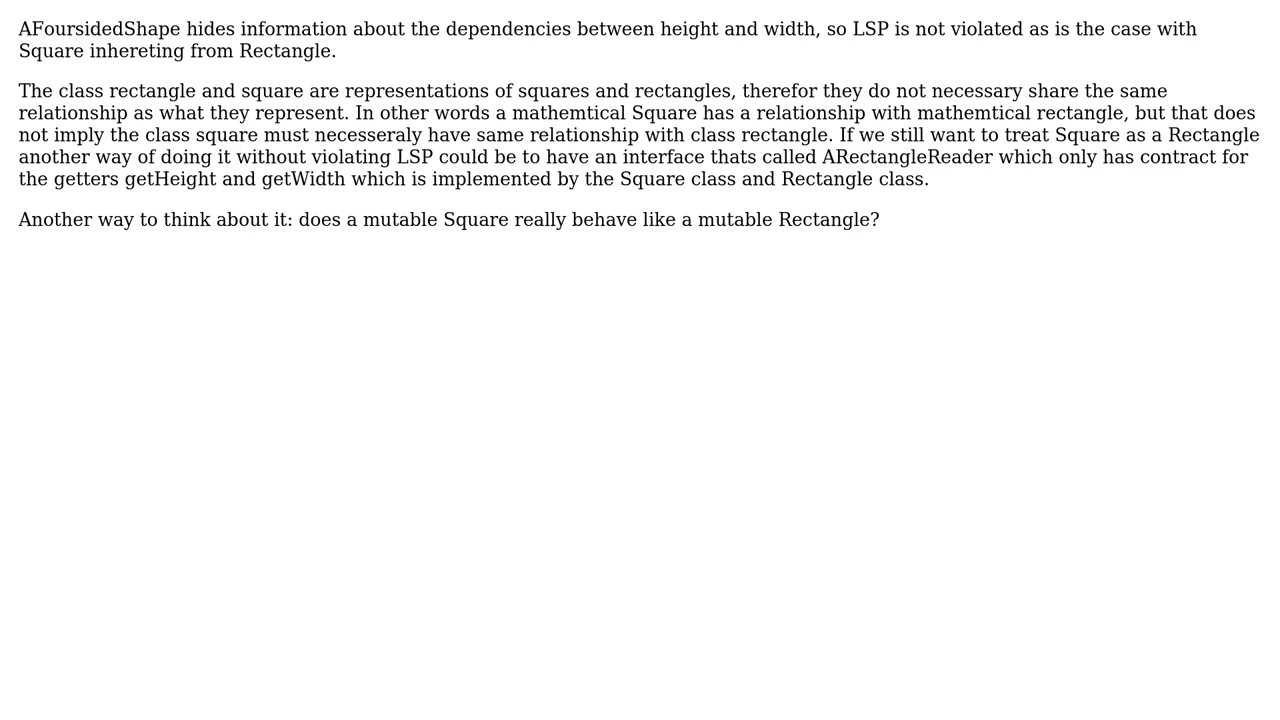 AFoursidedShape hides information about the dependencies between height and width, so LSP is not violated as is the case with
Square inhereting from Rectangle.
The class rectangle and square are representations of squares and rectangles, therefor they do not necessary share the same
relationship as what they represent. In other words a mathemtical Square has a relationship with mathemtical rectangle, but that does
not imply the class square must necesseraly have same relationship with class rectangle. If we still want to treat Square as a Rectangle
another way of doing it without violating LSP could be to have an interface thats called ARectangleReader which only has contract for
the getters getHeight and getWidth which is implemented by the Square class and Rectangle class.
Another way to think about it: does a mutable Square really behave like a mutable Rectangle?